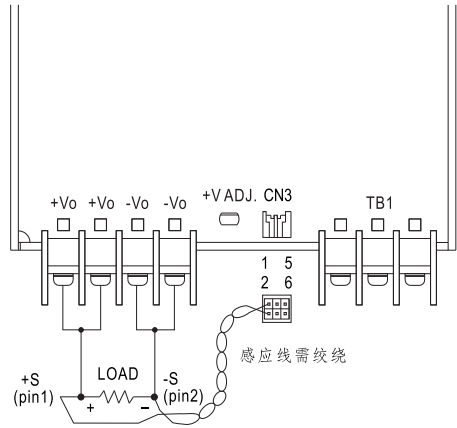 +Vo +Vo -Vo -Vo
+V ADJ. CN3
TB1
1 5
2 6
感应线需绞绕
+S
(pin1)
LOAD
-S
(pin2)
+ −